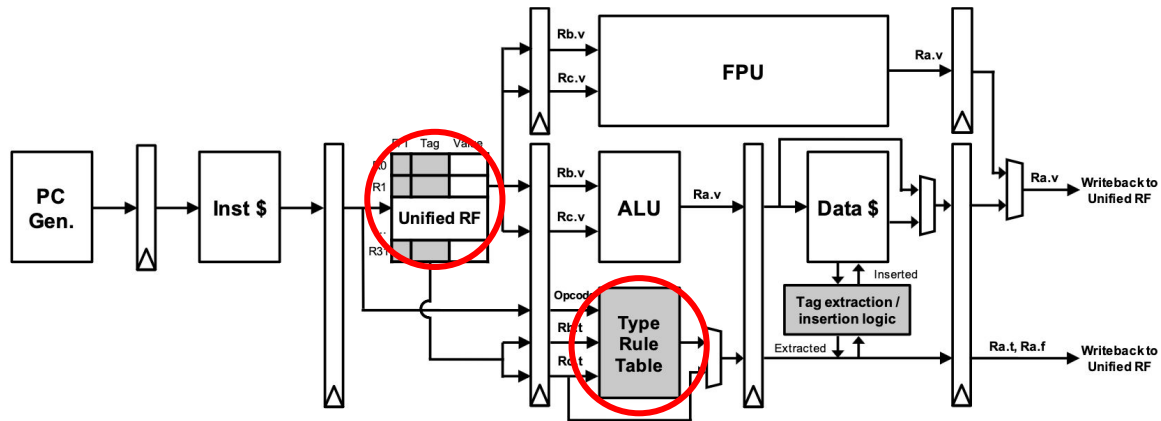 Rb.v
Rc.v
FPU
Ra.v
Tag
Value
R0
R1
Unified RF
...
R31
PC
Gen.
Inst $
Rb.v
Rc.v
ALU
Ra.v
Data $
Ra.v
Writeback to
Unified RF
Inserted
Tag extraction /
insertion logic
Extracted
Opcode
Rb.t
Rc.t
Type
Rule
Table
Ra.t, Ra.f
Writeback to
Unified RF